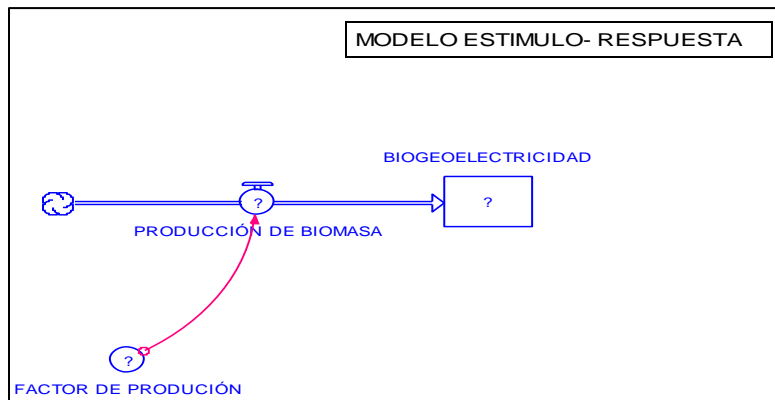 MODELO ESTIMULO- RESPUESTA
BIOGEOELECTRICIDAD
?
?
PRODUCCIÓN DE BIOMASA
?
FACTOR DE PRODUCIÓN